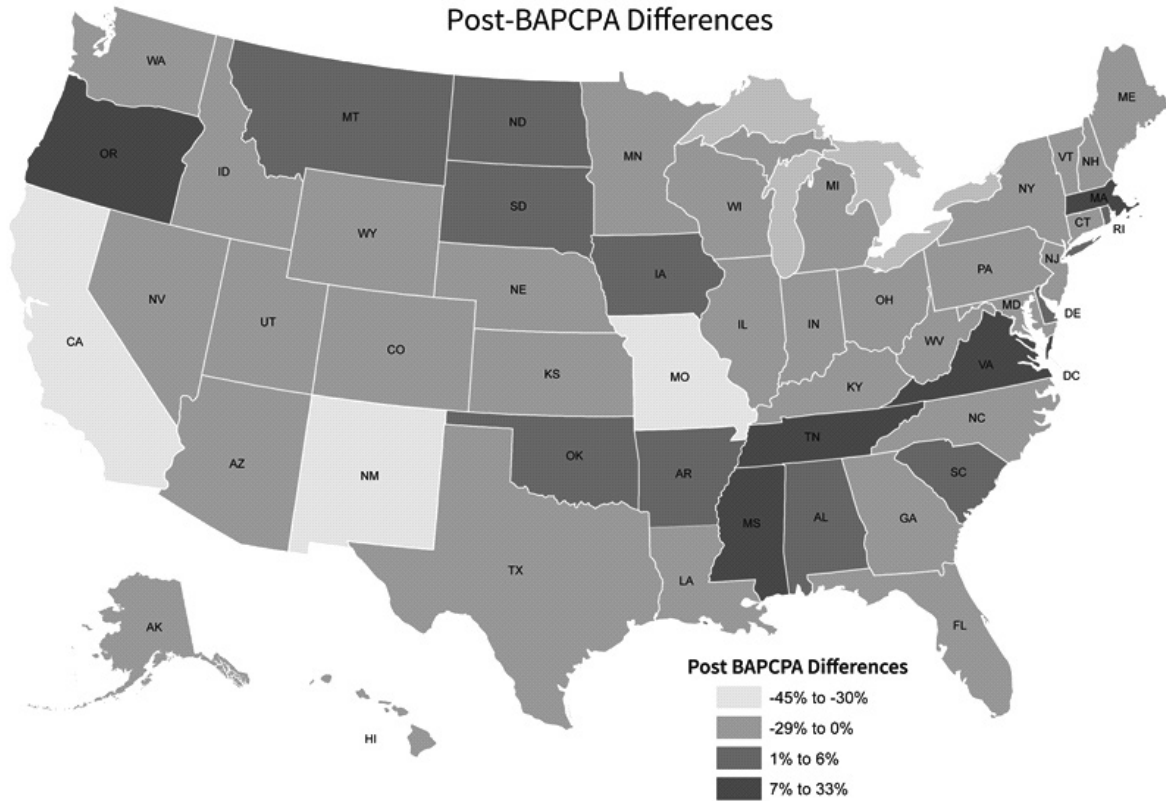 Post-BAPCPA Differences
WA
MT
ND
MN
ME
OR
ID
SD
WI
MI
NY
VT
NH
MA
CT
RI
WY
IA
NE
PA
NJ
NV
UT
CO
IL
IN
OH
MD
DE
WV
CA
KS
MO
KY
VA
DC
AZ
NM
OK
AR
TN
NC
SC
MS
AL
GA
TX
LA
FL
AK
HI
Post BAPCPA Differences
-45% to -30%
-29% to 0%
1% to 6%
7% to 33%